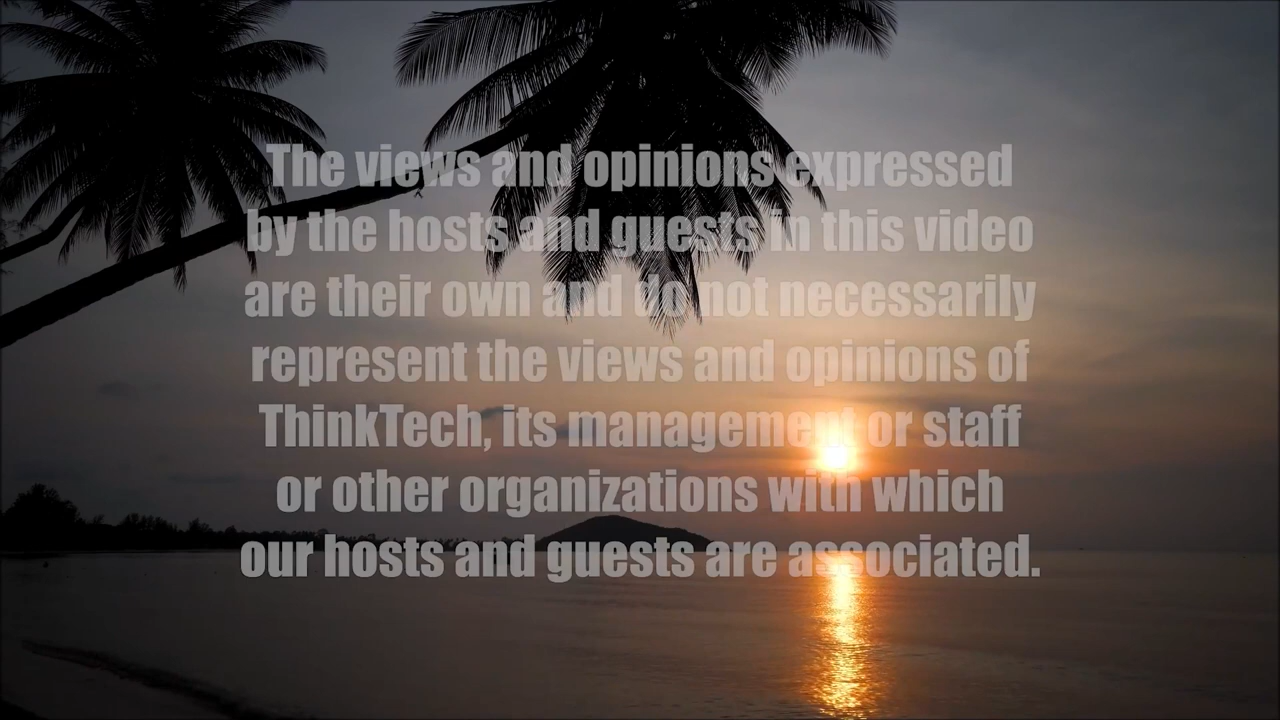 The views and opinions expressed
by the hosts and guests in this video
are their own and do not necessarily
represent the views and opinions of
ThinkTech, its management or staff
or other organizations with which
our hosts and guests are associated.